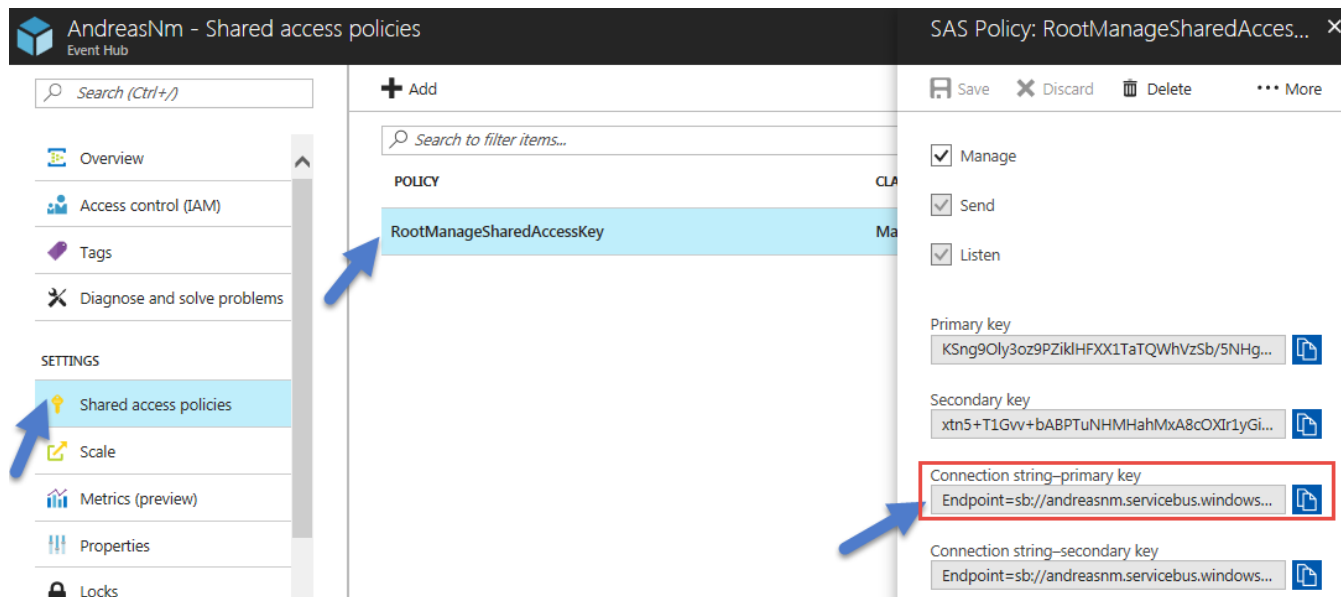 AndreasNm - Shared access policies
Event Hub
Search (Ctrl+/)
Overview
Access control (IAM)
Tags
Diagnose and solve problems
SETTINGS
Shared access policies
Scale
Metrics (preview)
Properties
Locks
Add
Search to filter items...
POLICY CLA
RootManageSharedAccessKey Ma
SAS Policy: RootManageSharedAcces...
Save Discard Delete ••• More
Manage
Send
Listen
Primary key
KSng9Oly3oz9PZiklHFXX1TaTQWhVzSb/5NHg...
Secondary key
xtn5+T1Gvv+bABPTuNHMHahMxA8cOXIr1yGi...
Connection string–primary key
Endpoint=sb://andreasnm.servicebus.windows...
Connection string–secondary key
Endpoint=sb://andreasnm.servicebus.windows...